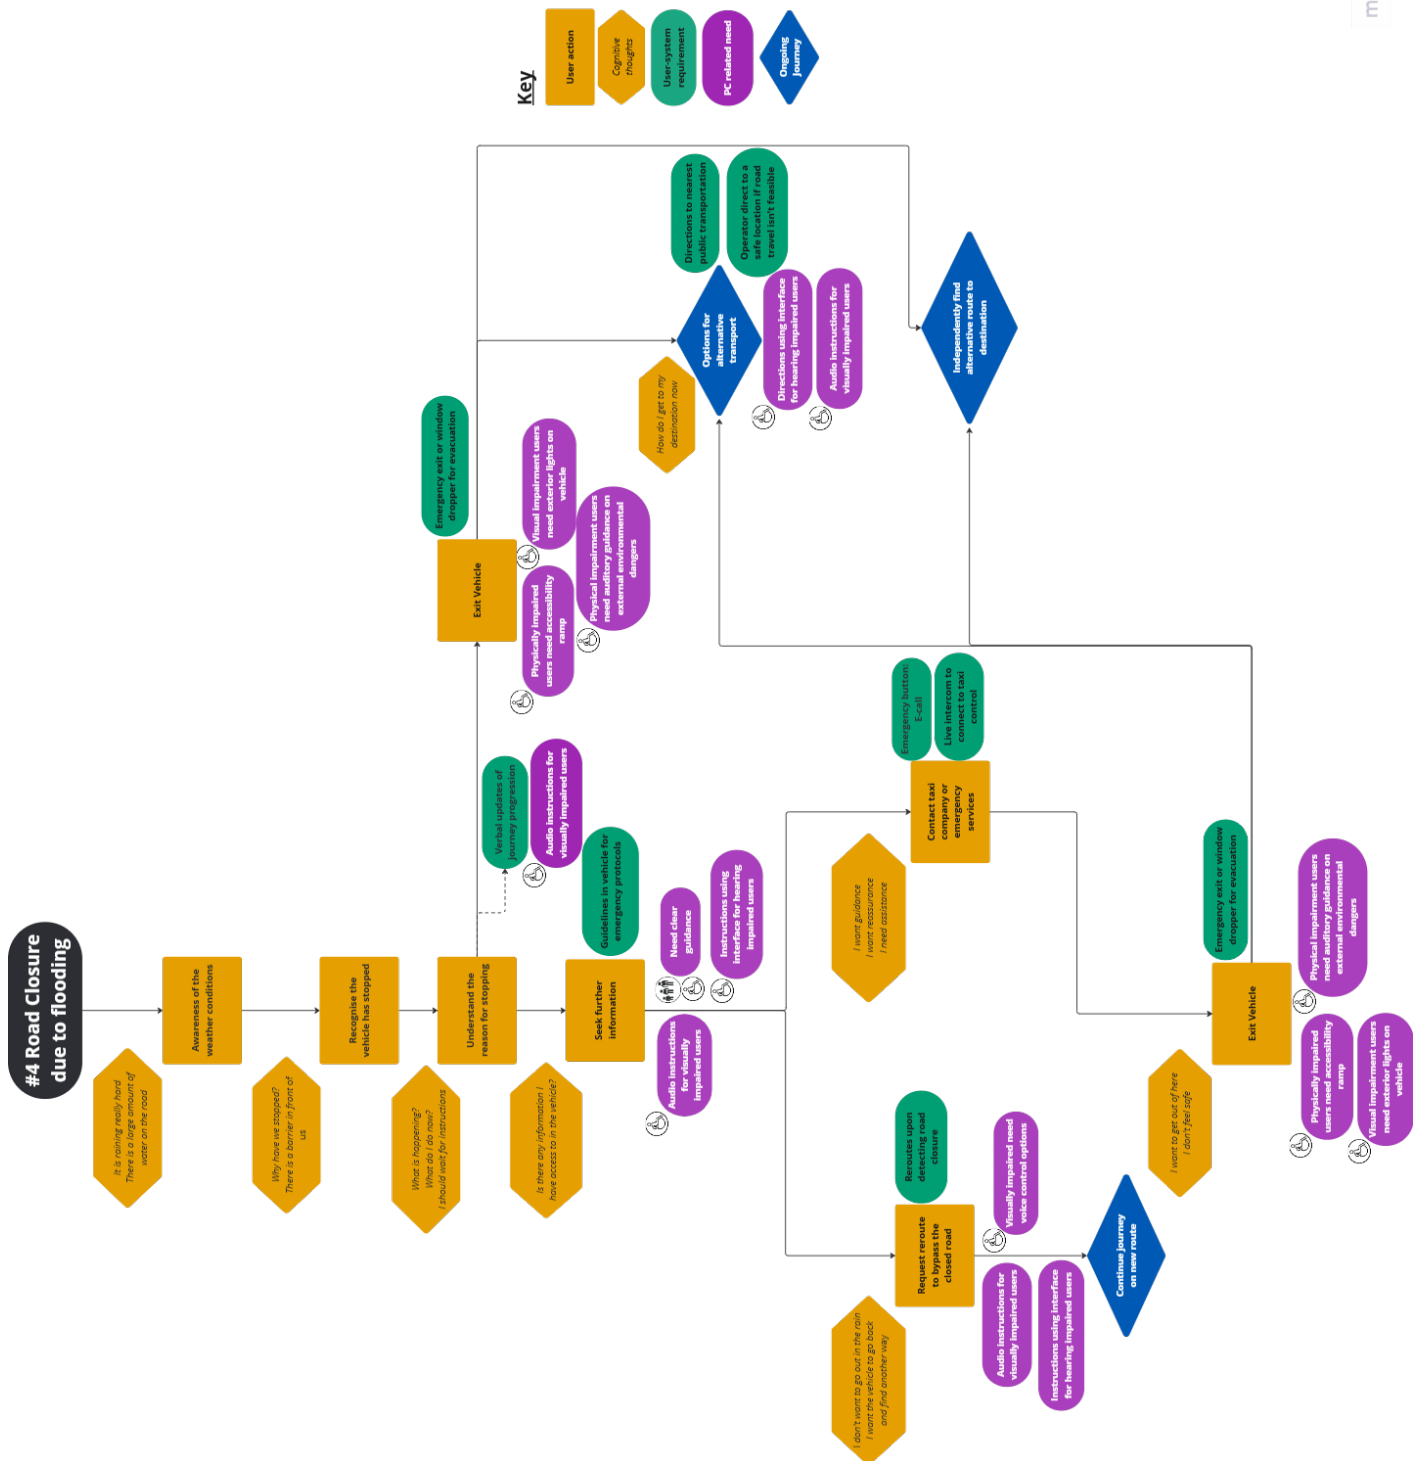 #4 Road Closure
due to flooding
It is raining really hard
There is a large amount of
water on the road
Awareness of the
weather conditions
Why have we stopped?
There is a barrier in front of
us
Recognise the
vehicle has stopped
What is happening?
What do I do now?
I should wait for instructions
Understand the
reason for stopping
Verbal updates of
journey progression
Audio instructions for
visually impaired users
Is there any information I
have access to in the vehicle?
Seek further
information
Guidelines in vehicle for
emergency protocols
Audio instructions
for visually
impaired users
Need clear
guidance
Instructions using
interface for hearing
impaired users
Exit Vehicle
Emergency exit or window
dropper for evacuation
Physically impaired
users need accessibility
ramp
Visual impairment users
need exterior lights on
vehicle
Physical impairment users
need auditory guidance on
external environmental
dangers
How do I get to my
destination now
Options for
alternative
transport
Directions to nearest
public transportation
Operator direct to a
safe location if road
travel isn't feasible
Directions using interface
for hearing impaired users
Audio instructions for
visually impaired users
Independently find
alternative route to
destination
I don't want to go out in the rain
I want the vehicle to go back
and find another way
Request reroute
to bypass the
closed road
Reroutes upon
detecting road
closure
Audio instructions for
visually impaired users
Visually impaired need
voice control options
Instructions using interface
for hearing impaired users
Continue journey
on new route
I want guidance
I want reassurance
I need assistance
Contact taxi
company or
emergency
services
Emergency button:
E-call
Live intercom to
connect to taxi
control
I want to get out of here
I don't feel safe
Exit Vehicle
Emergency exit or window
dropper for evacuation
Physically impaired
users need accessibility
ramp
Physical impairment users
need auditory guidance on
external environmental
dangers
Visual impairment users
need exterior lights on
vehicle
Key
User action
Cognitive
thoughts
User-system
requirement
PC related need
Ongoing
journey
m